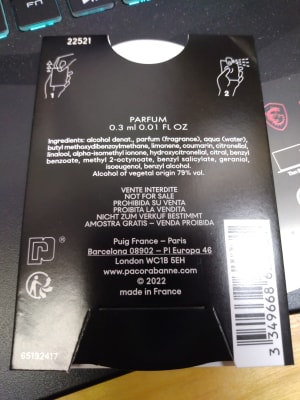 22521
1
2
PARFUM
0.3 ml 0.01 FL OZ
Ingredients: alcohol denat., parfum (fragrance), aqua (water),
butyl methoxydibenzoylmethane, limonene, coumarin, citronellol,
linalool, alpha-isomethyl ionone, hydroxycitronellal, citral, benzyl
benzoate, methyl 2-octynoate, benzyl salicylate, geraniol,
isoeugenol, benzyl alcohol.
Alcohol of vegetal origin 79% vol.
VENTE INTERDITE
NOT FOR SALE
PROHIBIDA SU VENTA
PROIBITA LA VENDITA
NICHT ZUM VERKUF BESTIMMT
AMOSTRA GRATIS - VENDA PROIBIDA
Puig France - Paris
Barcelona 08902 - Pl Europa 46
London WC1B 5EH
www.pacorabanne.com
© 2022
made in France
65192417